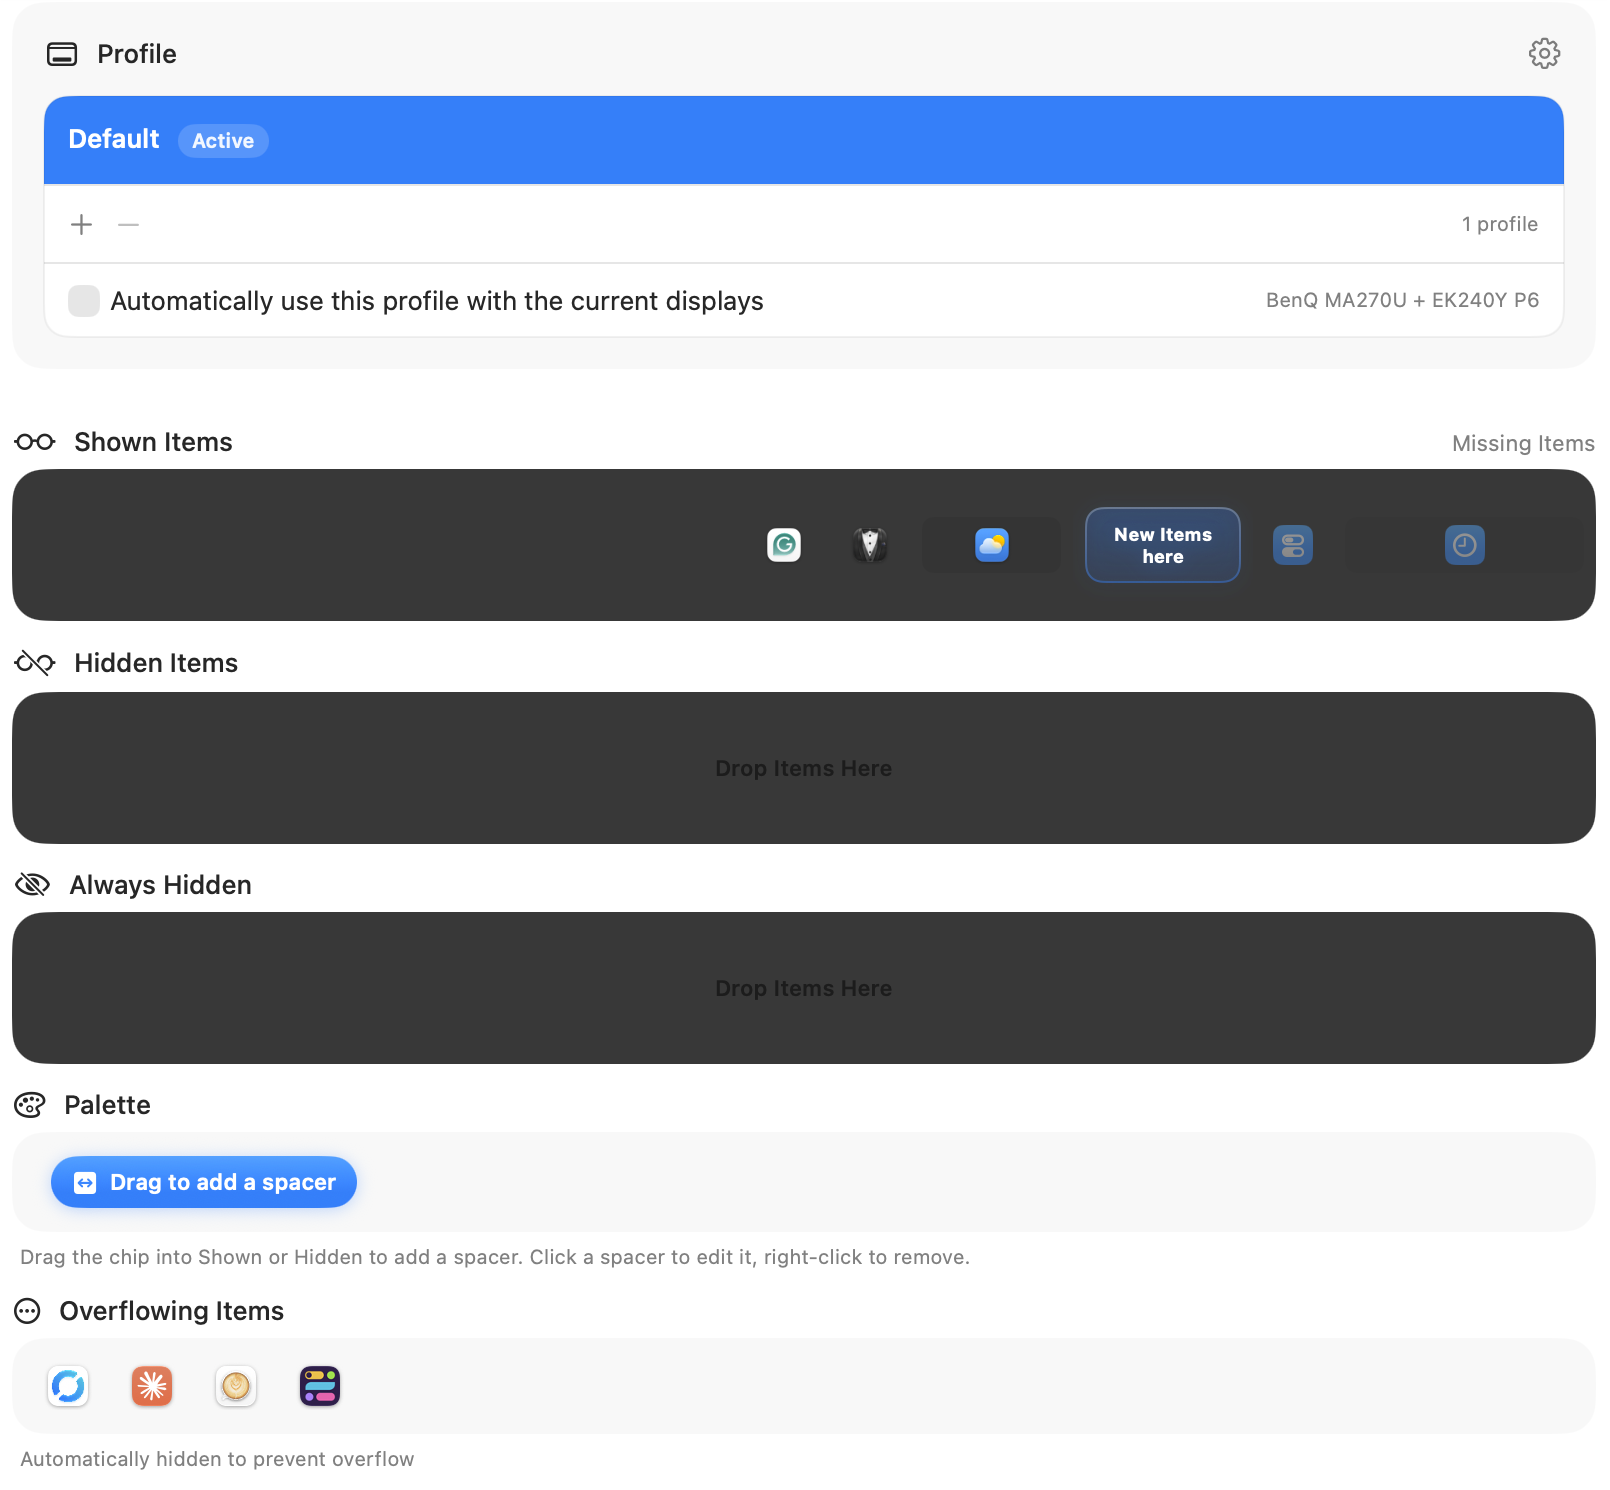 Profile
Default
Active
1 profile
Automatically use this profile with the current displays
BenQ MA270U + EK240Y P6
Shown Items
Missing Items
New Items
here
Hidden Items
Drop Items Here
Always Hidden
Drop Items Here
Palette
Drag to add a spacer
Drag the chip into Shown or Hidden to add a spacer. Click a spacer to edit it, right-click to remove.
Overflowing Items
Automatically hidden to prevent overflow